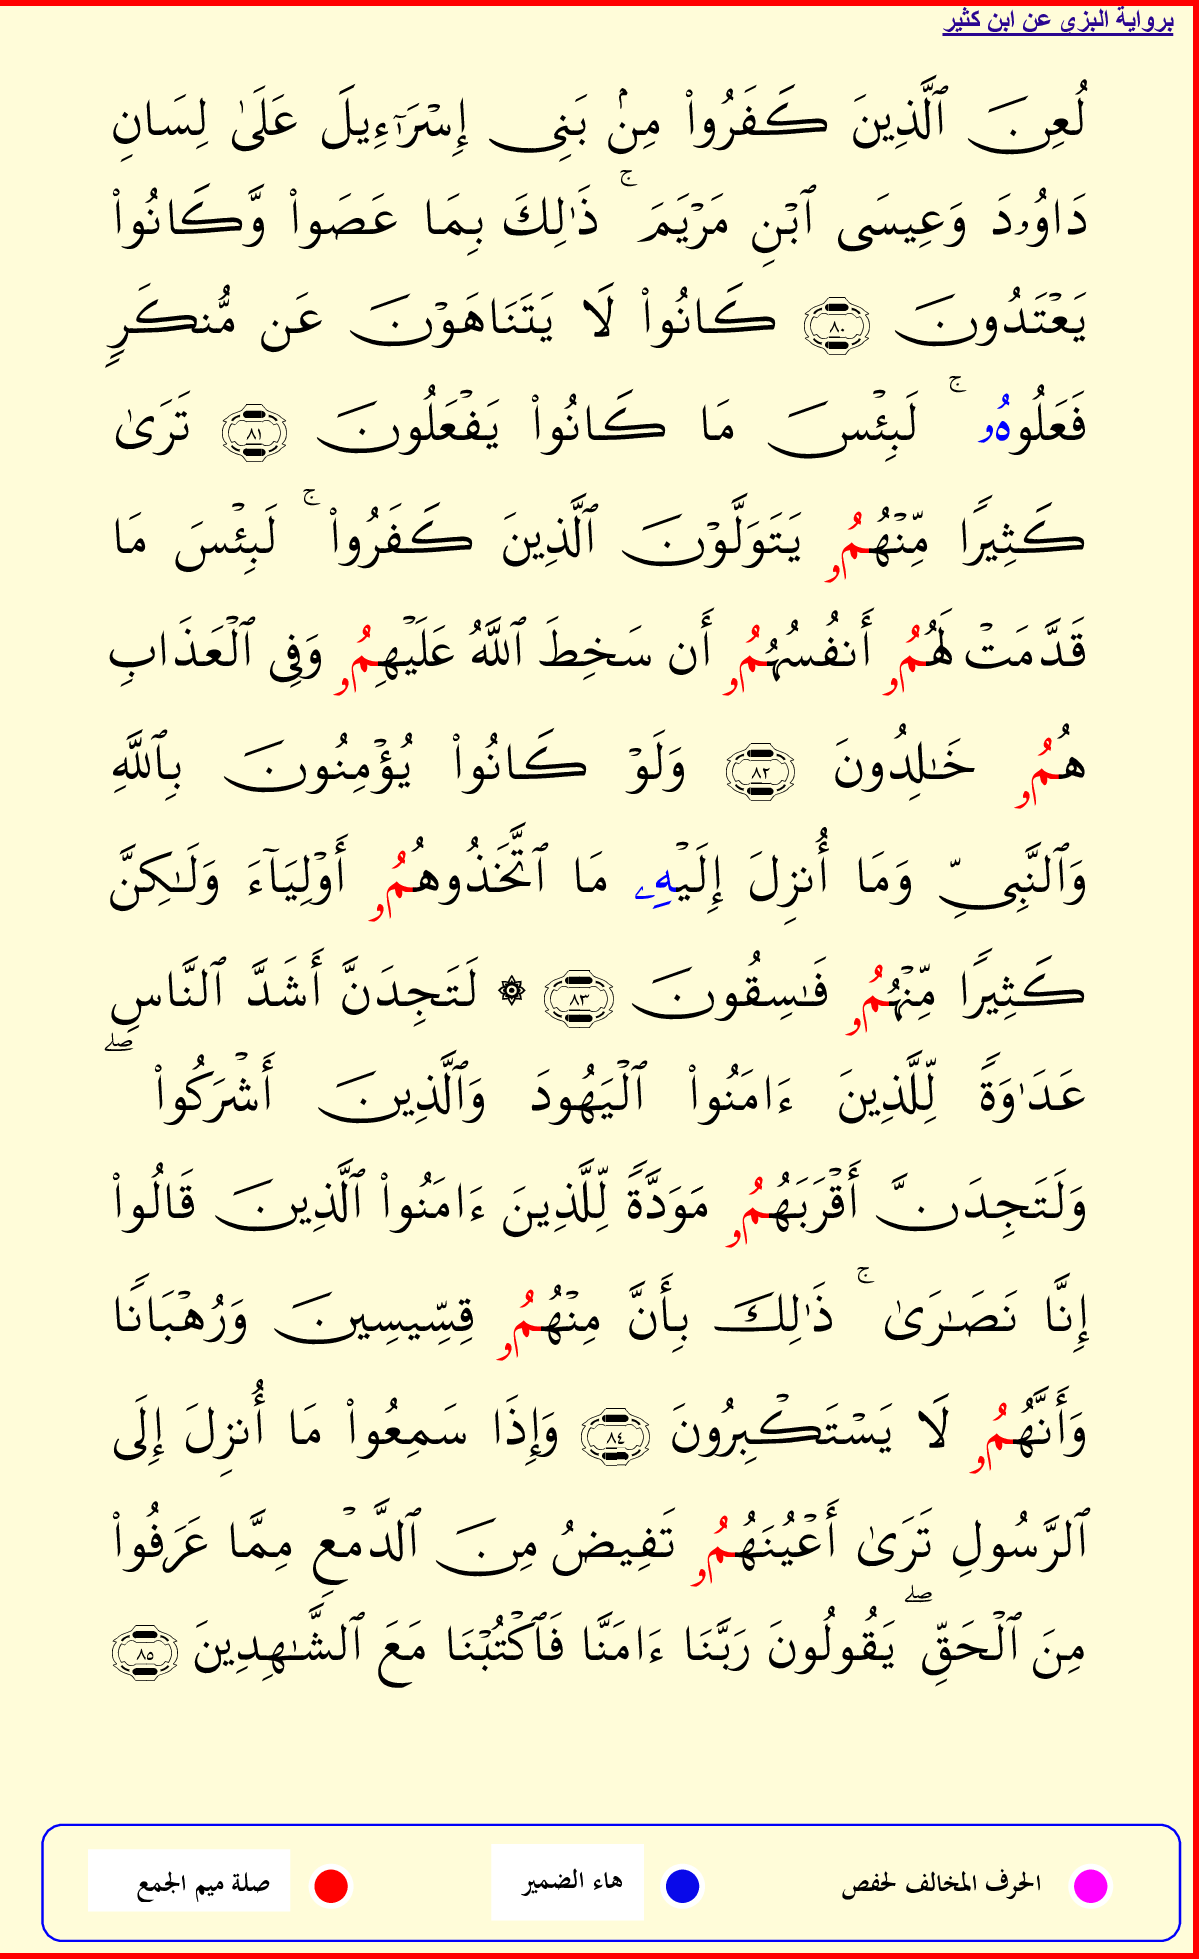 برواية البزي عن ابن كثير
لُعِنَ ٱلَّذِينَ كَفَرُوا۟ مِنۢ بَنِىٓ إِسْرَـٰٓءِيلَ عَلَىٰ لِسَانِ
دَاوُۥدَ وَعِيسَى ٱبْنِ مَرْيَمَ ۚ ذَٰلِكَ بِمَا عَصَوا۟ وَّكَانُوا۟
يَعْتَدُونَ ٨٠ كَانُوا۟ لَا يَتَنَاهَوْنَ عَن مُّنكَرٍ
فَعَلُوهُۥ ۚ لَبِئْسَ مَا كَانُوا۟ يَفْعَلُونَ ٨١ تَرَىٰ
كَثِيرًا مِّنْهُمُۥ يَتَوَلَّوْنَ ٱلَّذِينَ كَفَرُوا۟ ۚ لَبِئْسَ مَا
قَدَّمَتْ لَهُمُۥ أَنفُسُهُمُۥ أَن سَخِطَ ٱللَّهُ عَلَيْهِمُۥ وَفِى ٱلْعَذَابِ
هُمُۥ خَـٰلِدُونَ ٨٢ وَلَوْ كَانُوا۟ يُؤْمِنُونَ بِٱللَّهِ
وَٱلنَّبِىِّ وَمَا أُنزِلَ إِلَيْهِۦ مَا ٱتَّخَذُوهُمُۥ أَوْلِيَآءَ وَلَـٰكِنَّ
كَثِيرًا مِّنْهُمُۥ فَـٰسِقُونَ ٨٣ ۞ لَتَجِدَنَّ أَشَدَّ ٱلنَّاسِ
عَدَٰوَةً لِّلَّذِينَ ءَامَنُوا۟ ٱلْيَهُودَ وَٱلَّذِينَ أَشْرَكُوا۟ ۖ
وَلَتَجِدَنَّ أَقْرَبَهُمُۥ مَوَدَّةً لِّلَّذِينَ ءَامَنُوا۟ ٱلَّذِينَ قَالُوا۟
إِنَّا نَصَـٰرَىٰ ۚ ذَٰلِكَ بِأَنَّ مِنْهُمُۥ قِسِّيسِينَ وَرُهْبَانًا
وَأَنَّهُمُۥ لَا يَسْتَكْبِرُونَ ٨٤ وَإِذَا سَمِعُوا۟ مَا أُنزِلَ إِلَى
ٱلرَّسُولِ تَرَىٰ أَعْيُنَهُمُۥ تَفِيضُ مِنَ ٱلدَّمْعِ مِمَّا عَرَفُوا۟
مِنَ ٱلْحَقِّ ۖ يَقُولُونَ رَبَّنَا ءَامَنَّا فَٱكْتُبْنَا مَعَ ٱلشَّـٰهِدِينَ ٨٥
الحرف المخالف لحفص
هاء الضمير
صلة ميم الجمع